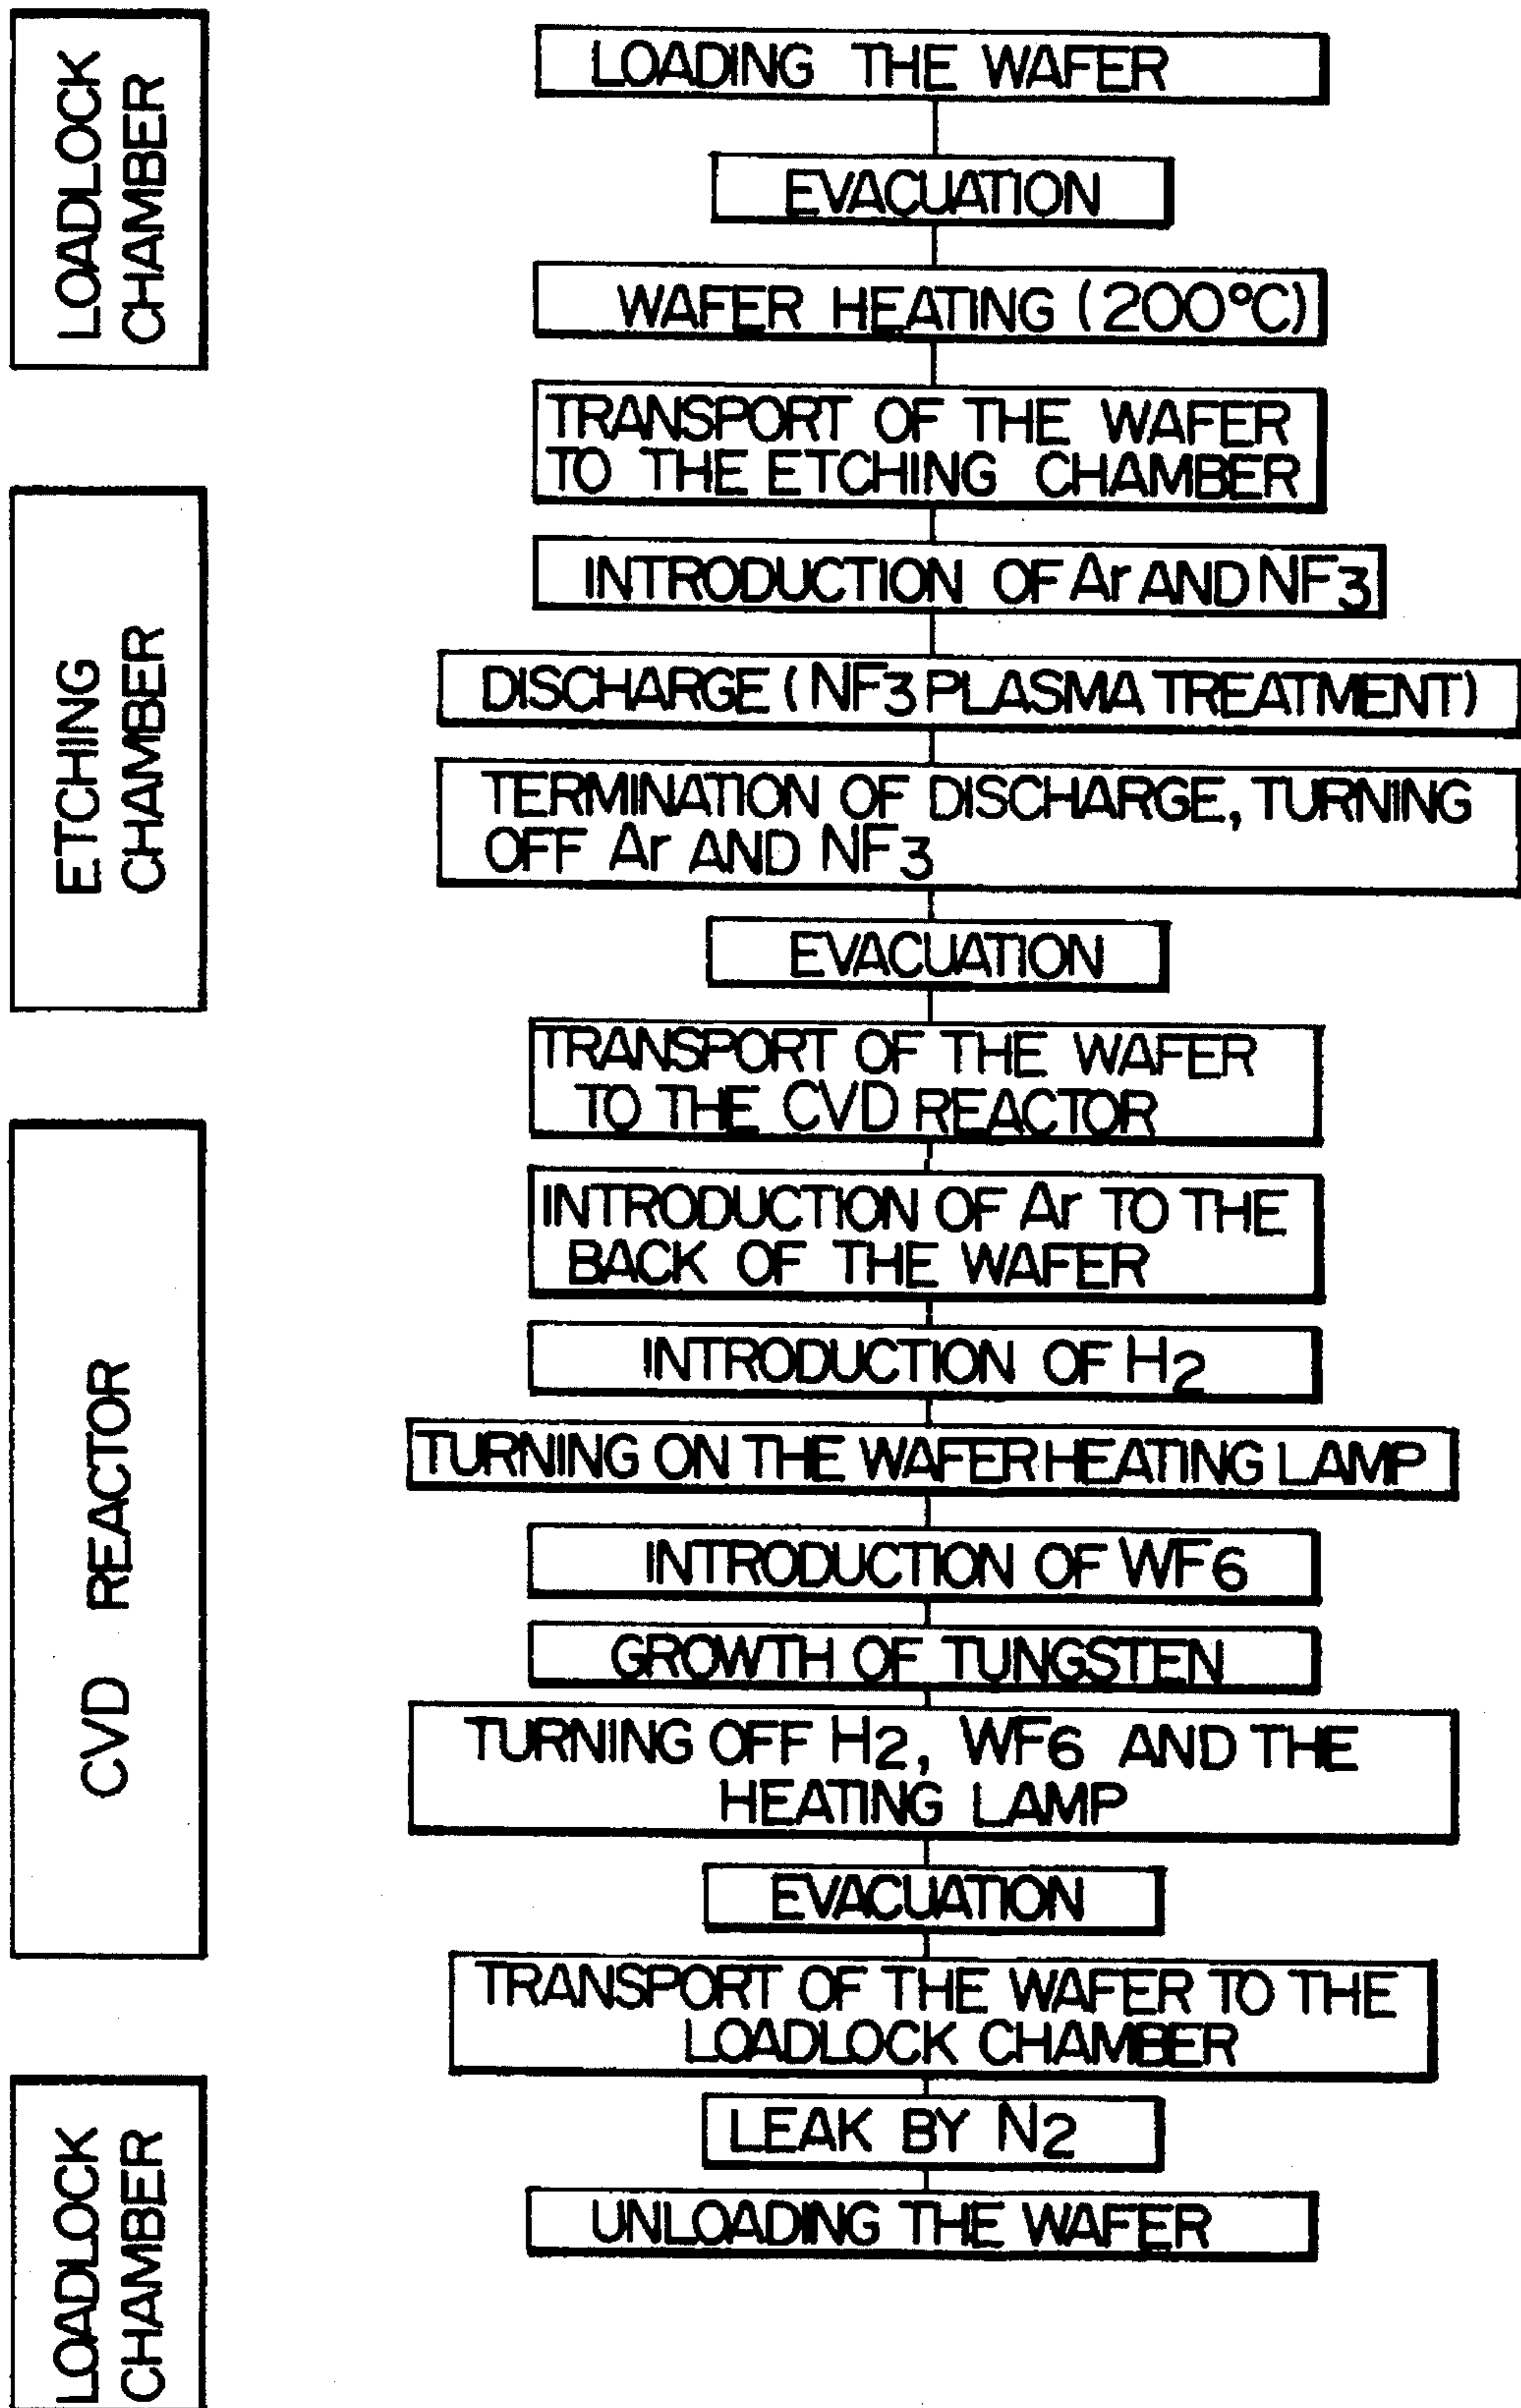 LOADLOCK
CHAMBER
LOADING THE WAFER
EVACUATION
WAFER HEATING (200°C)
TRANSPORT OF THE WAFER
TO THE ETCHING CHAMBER
ETCHING
CHAMBER
INTRODUCTION OF Ar AND NF3
DISCHARGE (NF3 PLASMA TREATMENT)
TERMINATION OF DISCHARGE, TURNING
OFF Ar AND NF3
EVACUATION
TRANSPORT OF THE WAFER
TO THE CVD REACTOR
CVD REACTOR
INTRODUCTION OF Ar TO THE
BACK OF THE WAFER
INTRODUCTION OF H2
TURNING ON THE WAFER HEATING LAMP
INTRODUCTION OF WF6
GROWTH OF TUNGSTEN
TURNING OFF H2, WF6 AND THE
HEATING LAMP
EVACUATION
TRANSPORT OF THE WAFER TO THE
LOADLOCK CHAMBER
LOADLOCK
CHAMBER
LEAK BY N2
UNLOADING THE WAFER